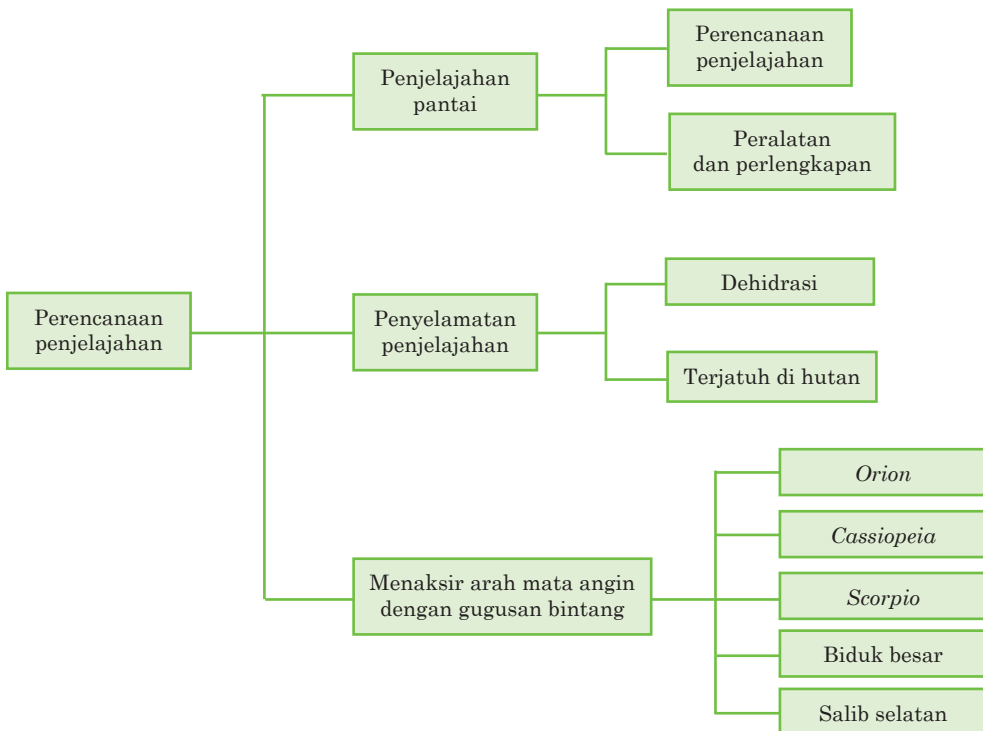 Perencanaan
penjelajahan
Penjelajahan
pantai
Perencanaan
penjelajahan
Peralatan
dan perlengkapan
Penyelamatan
penjelajahan
Dehidrasi
Terjatuh di hutan
Menaksir arah mata angin
dengan gugusan bintang
Orion
Cassiopeia
Scorpio
Biduk besar
Salib selatan